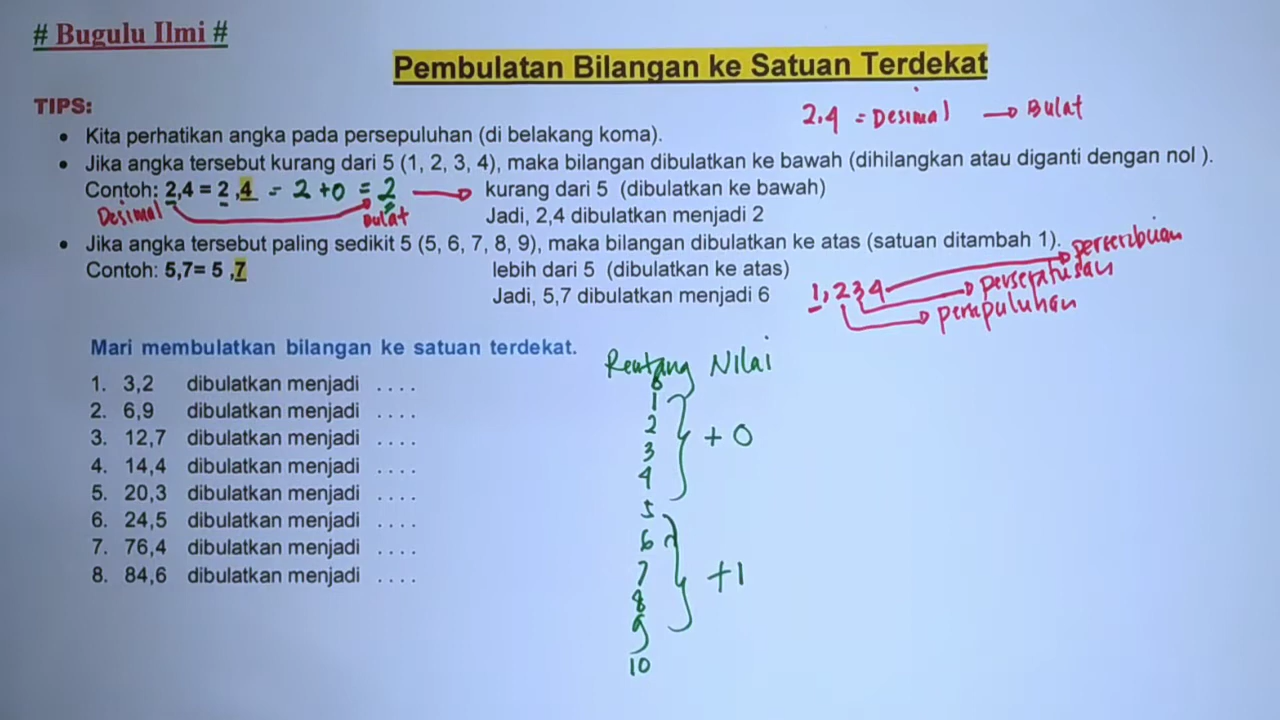 # Bugulu Ilmi #
Pembulatan Bilangan ke Satuan Terdekat
TIPS:
2.4 = Desimal → Bulat
• Kita perhatikan angka pada persepuluhan (di belakang koma).
• Jika angka tersebut kurang dari 5 (1, 2, 3, 4), maka bilangan dibulatkan ke bawah (dihilangkan atau diganti dengan nol ).
Contoh: 2,4 = 2 ,4 = 2 +0 = 2 → kurang dari 5 (dibulatkan ke bawah)
Desimal Bulat Jadi, 2,4 dibulatkan menjadi 2
• Jika angka tersebut paling sedikit 5 (5, 6, 7, 8, 9), maka bilangan dibulatkan ke atas (satuan ditambah 1).
perseribuan
Contoh: 5,7= 5 ,7 lebih dari 5 (dibulatkan ke atas)
persepatusan
Jadi, 5,7 dibulatkan menjadi 6
1,234
persepuluhan
Mari membulatkan bilangan ke satuan terdekat.
1. 3,2 dibulatkan menjadi . . . .
2. 6,9 dibulatkan menjadi . . . .
3. 12,7 dibulatkan menjadi . . . .
4. 14,4 dibulatkan menjadi . . . .
5. 20,3 dibulatkan menjadi . . . .
6. 24,5 dibulatkan menjadi . . . .
7. 76,4 dibulatkan menjadi . . . .
8. 84,6 dibulatkan menjadi . . . .
Rentang Nilai
0
1
2
3
4
+ 0
5
6
7
8
9
+1
10